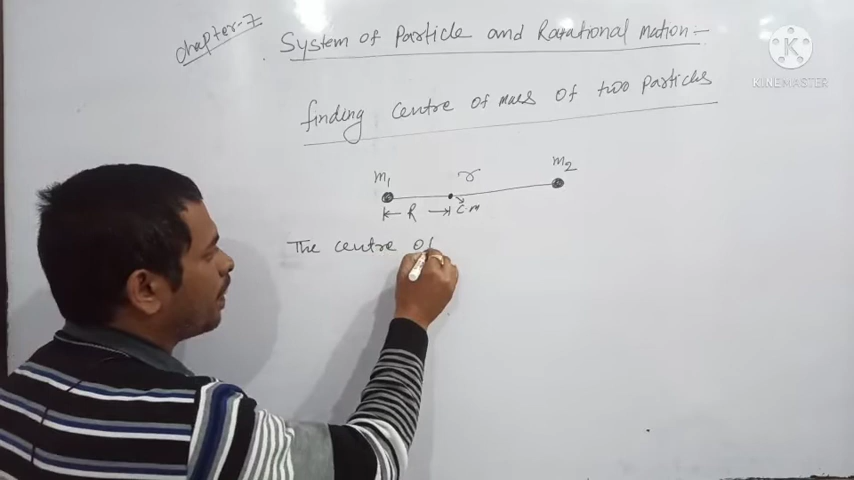 chapter-7
System of Particle and Rotational motion :-
finding centre of mass of two particles
m1 r m2
R C.M
The centre of
K
KINEMASTER